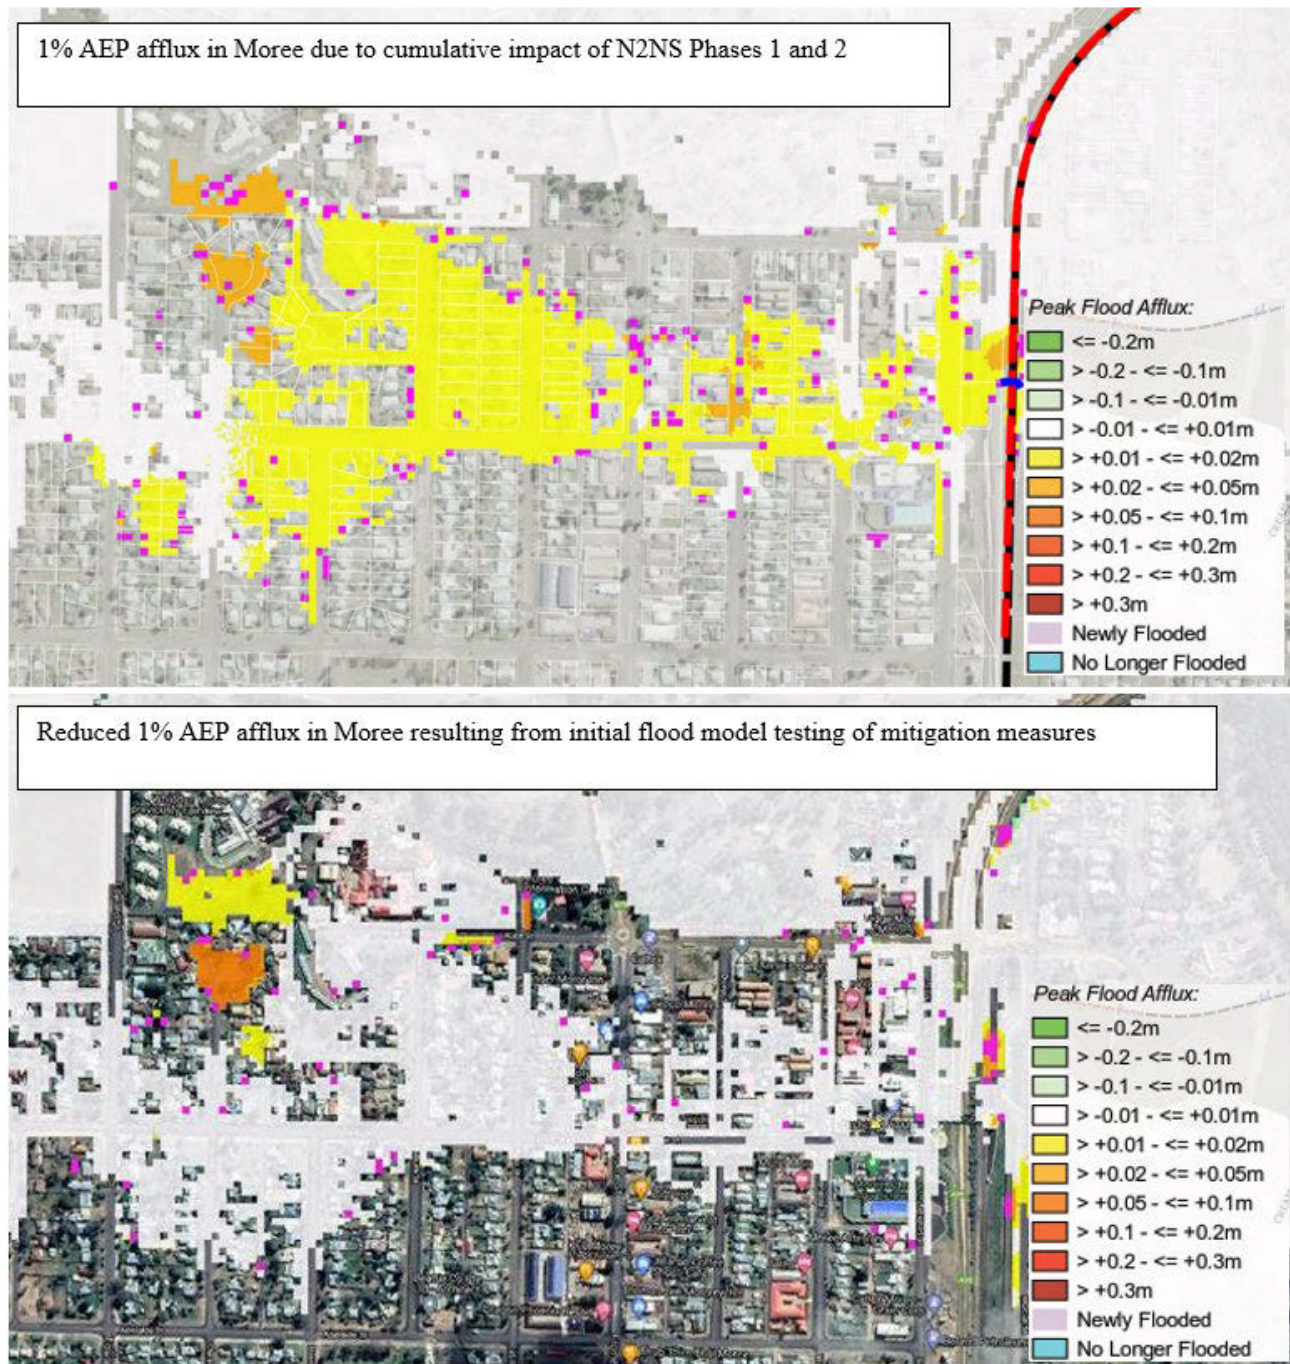 1% AEP afflux in Moree due to cumulative impact of N2NS Phases 1 and 2
Peak Flood Afflux:
<= -0.2m
> -0.2 - <= -0.1m
> -0.1 - <= -0.01m
> -0.01 - <= +0.01m
> +0.01 - <= +0.02m
> +0.02 - <= +0.05m
> +0.05 - <= +0.1m
> +0.1 - <= +0.2m
> +0.2 - <= +0.3m
> +0.3m
Newly Flooded
No Longer Flooded
Reduced 1% AEP afflux in Moree resulting from initial flood model testing of mitigation measures
Peak Flood Afflux:
<= -0.2m
> -0.2 - <= -0.1m
> -0.1 - <= -0.01m
> -0.01 - <= +0.01m
> +0.01 - <= +0.02m
> +0.02 - <= +0.05m
> +0.05 - <= +0.1m
> +0.1 - <= +0.2m
> +0.2 - <= +0.3m
> +0.3m
Newly Flooded
No Longer Flooded